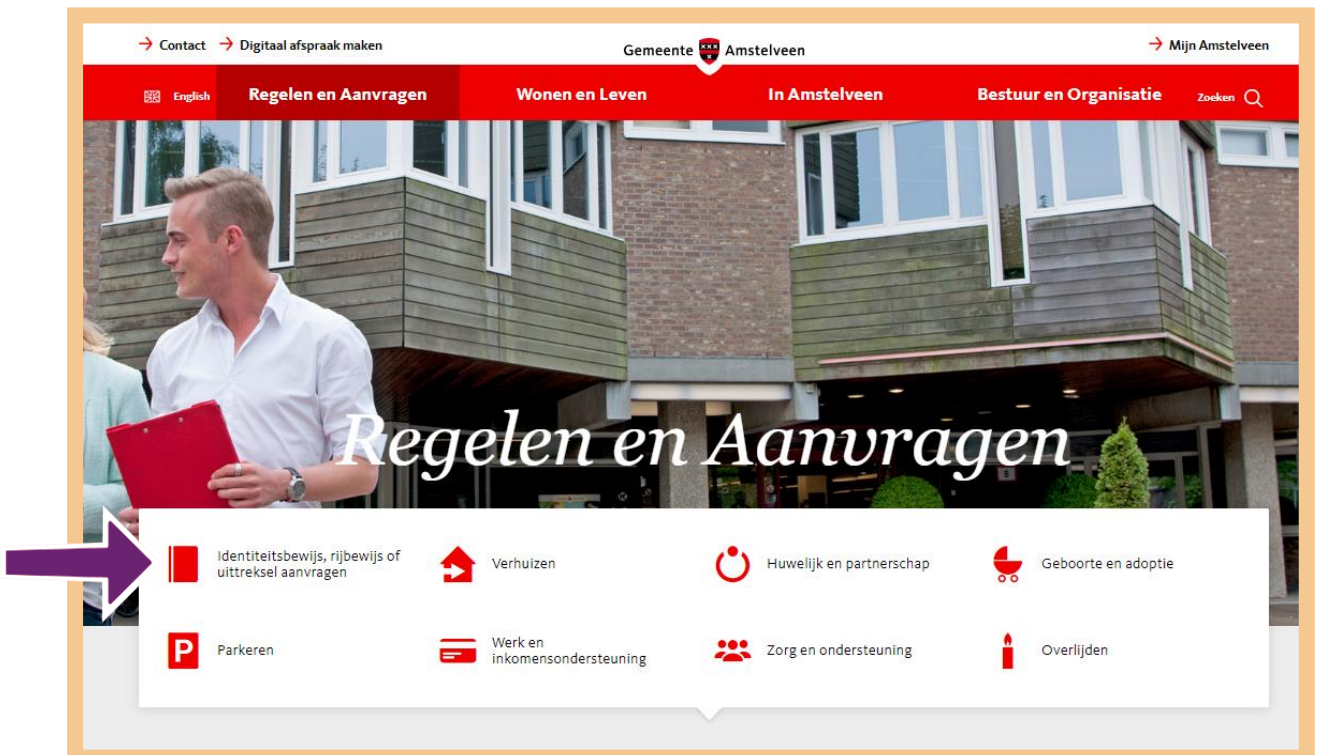 Contact Digitaal afspraak maken Gemeente Amstelveen Mijn Amstelveen
English Regelen en Aanvragen Wonen en Leven In Amstelveen Bestuur en Organisatie Zoeken
Regelen en Aanvragen
Identiteitsbewijs, rijbewijs of
uittreksel aanvragen
Verhuizen
Huwelijk en partnerschap
Geboorte en adoptie
P Parkeren
Werk en
inkomensondersteuning
Zorg en ondersteuning
Overlijden